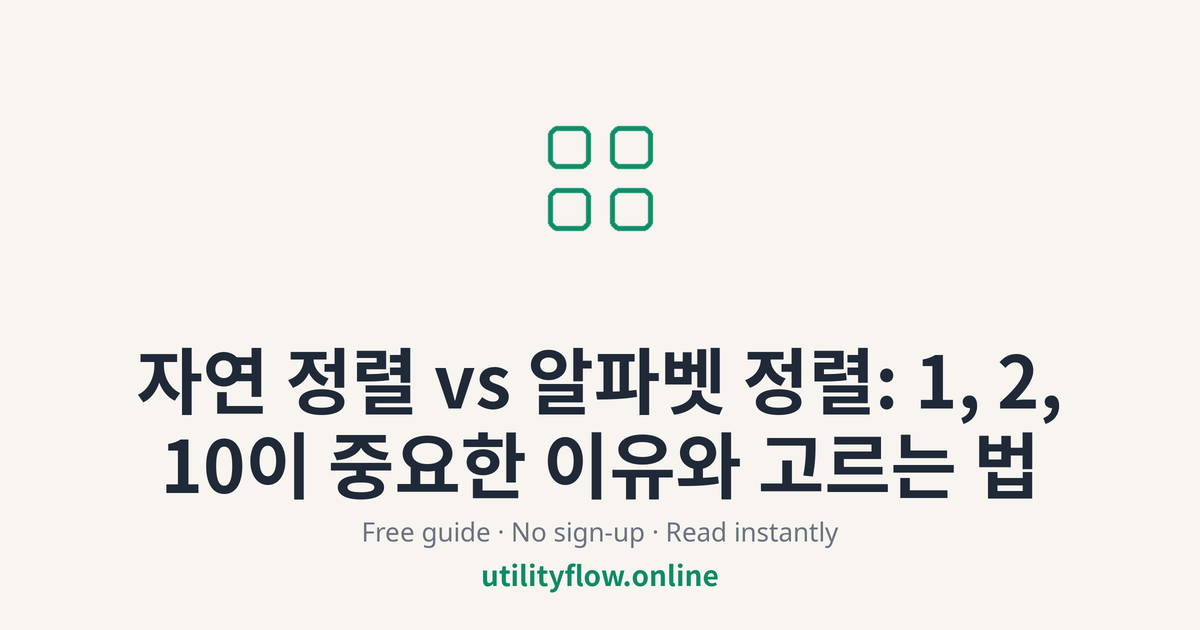 자연 정렬 vs 알파벳 정렬: 1, 2,
10이 중요한 이유와 고르는 법
Free guide · No sign-up · Read instantly
utilityflow.online